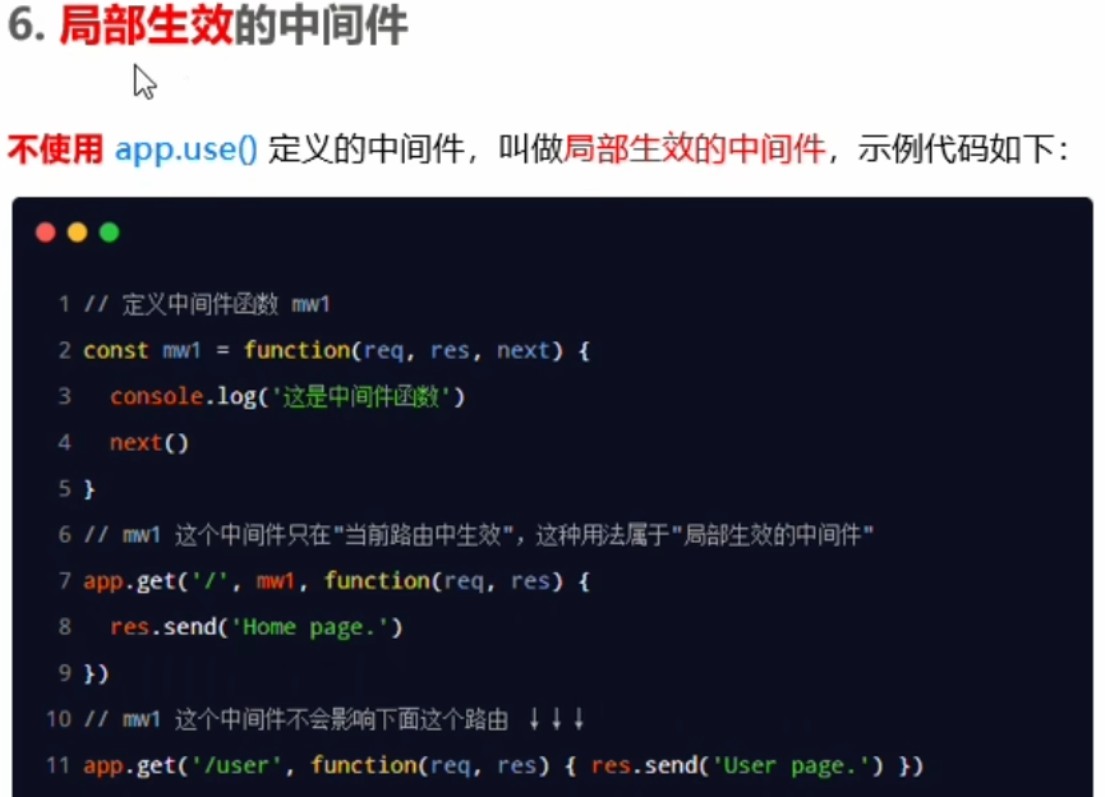 6. 局部生效的中间件
不使用 app.use() 定义的中间件，叫做局部生效的中间件，示例代码如下：
1 // 定义中间件函数 mw1
2 const mw1 = function(req, res, next) {
3   console.log('这是中间件函数')
4   next()
5 }
6 // mw1 这个中间件只在"当前路由中生效"，这种用法属于"局部生效的中间件"
7 app.get('/', mw1, function(req, res) {
8   res.send('Home page.')
9 })
10 // mw1 这个中间件不会影响下面这个路由 ↓↓↓
11 app.get('/user', function(req, res) { res.send('User page.') })